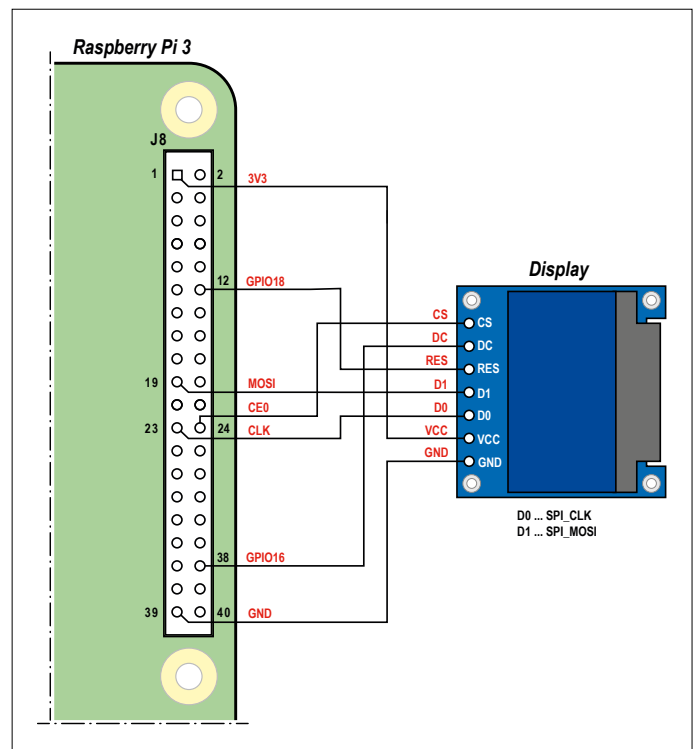 Raspberry Pi 3
J8
1
2
3V3
12
GPIO18
19
MOSI
CE0
23
24
CLK
38
GPIO16
39
40
GND
Display
CS
DC
RES
D1
D0
VCC
GND
CS
DC
RES
D1
D0
VCC
GND
D0 ... SPI_CLK
D1 ... SPI_MOSI